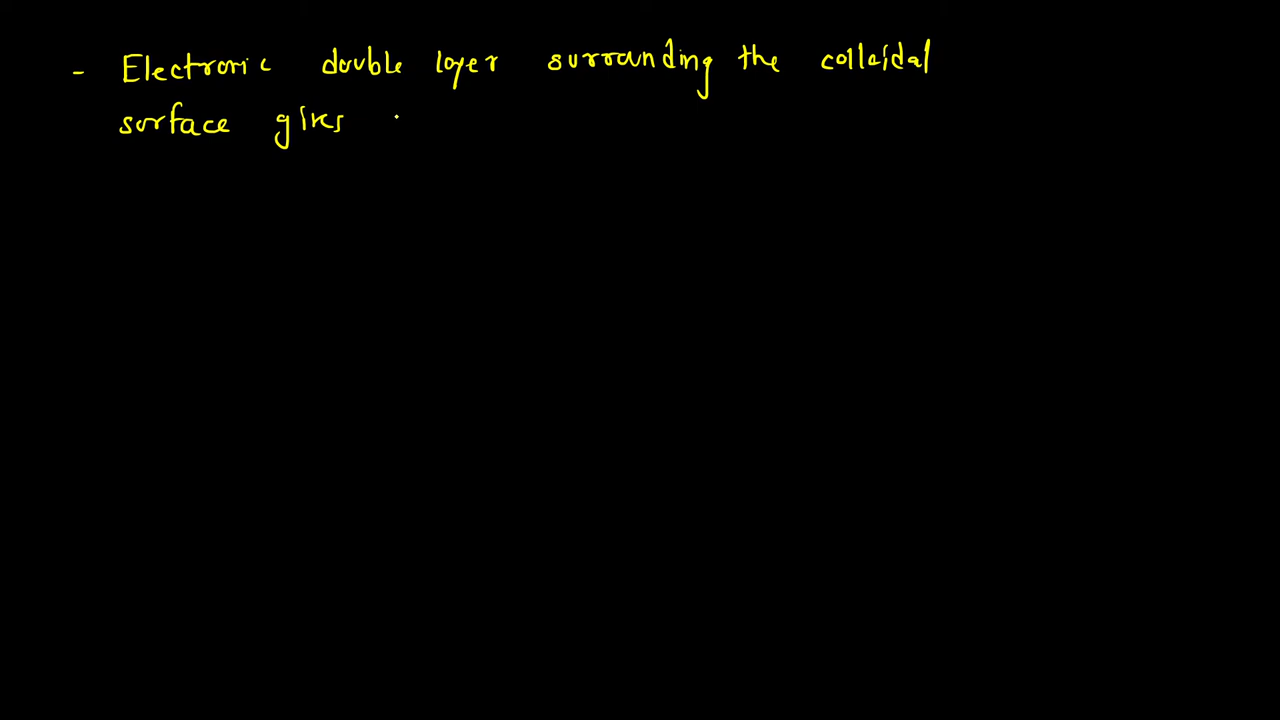 - Electronic double layer surrounding the colloidal
surface gives